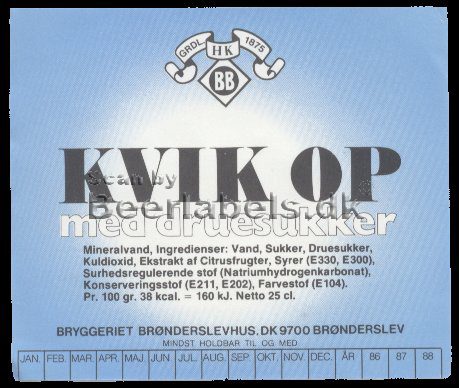 GRDL. HK 1875
BB
KVIK OP
Scan by
Beerlabels.dk
med druesukker
Mineralvand, Ingredienser: Vand, Sukker, Druesukker,
Kuldioxid, Ekstrakt af Citrusfrugter, Syrer (E330, E300),
Surhedsregulerende stof (Natriumhydrogenkarbonat),
Konserveringsstof (E211, E202), Farvestof (E104).
Pr. 100 gr. 38 kcal. = 160 kJ. Netto 25 cl.
BRYGGERIET BRØNDERSLEVHUS.DK 9700 BRØNDERSLEV
MINDST HOLDBAR TIL OG MED
JAN. FEB. MAR. APR. MAJ JUN. JUL. AUG. SEP OKT. NOV. DEC. ÅR 86 87 88